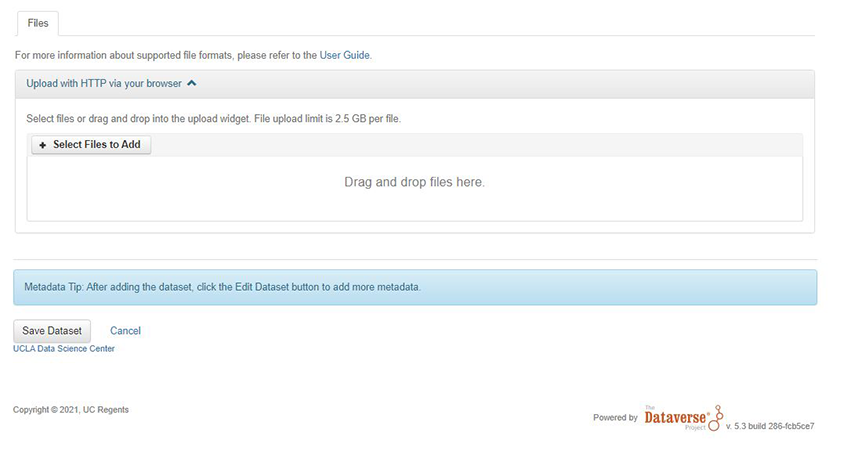 Files
For more information about supported file formats, please refer to the User Guide.
Upload with HTTP via your browser
Select files or drag and drop into the upload widget. File upload limit is 2.5 GB per file.
+ Select Files to Add
Drag and drop files here.
Metadata Tip: After adding the dataset, click the Edit Dataset button to add more metadata.
Save Dataset Cancel
UCLA Data Science Center
Copyright © 2021, UC Regents
Powered by The Dataverse® Project v. 5.3 build 286-fcb5ce7